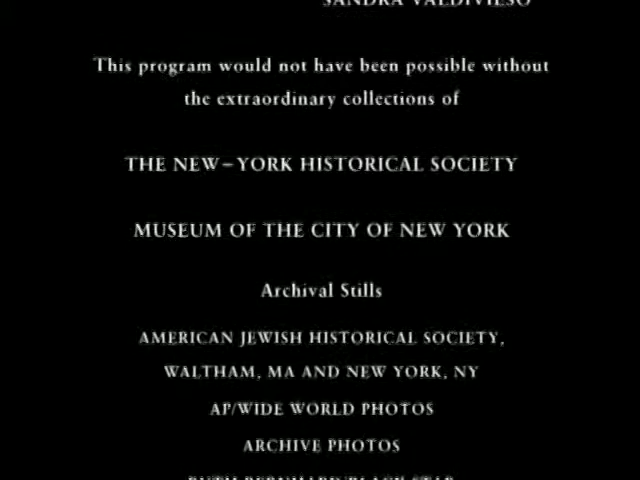 SANDRA VALDIVIESO
This program would not have been possible without
the extraordinary collections of
THE NEW-YORK HISTORICAL SOCIETY
MUSEUM OF THE CITY OF NEW YORK
Archival Stills
AMERICAN JEWISH HISTORICAL SOCIETY,
WALTHAM, MA AND NEW YORK, NY
AP/WIDE WORLD PHOTOS
ARCHIVE PHOTOS